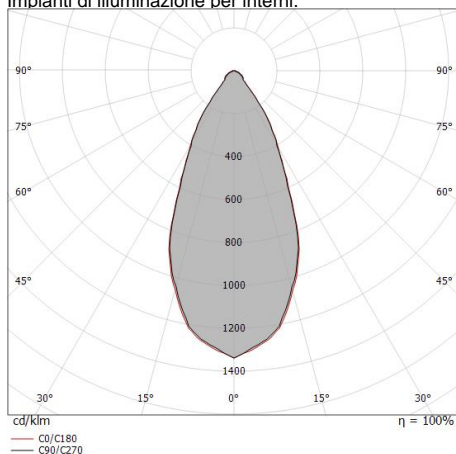 impianti di illuminazione per interni.
90° 90°
75° 75°
400
60° 60°
600
800
45° 45°
1000
1200
1400
30° 15° 0° 15° 30°
cd/klm η = 100%
C0/C180
C90/C270